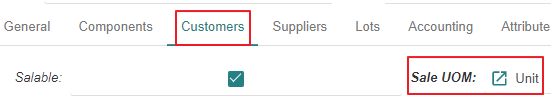 General Components Customers Suppliers Lots Accounting Attribute
Salable: Sale UOM: Unit